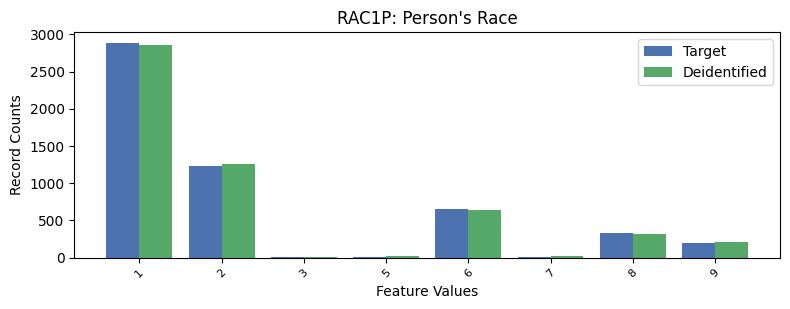 RAC1P: Person's Race
Record Counts
3000
2500
2000
1500
1000
500
0
Target
Deidentified
1 2 3 5 6 7 8 9
Feature Values